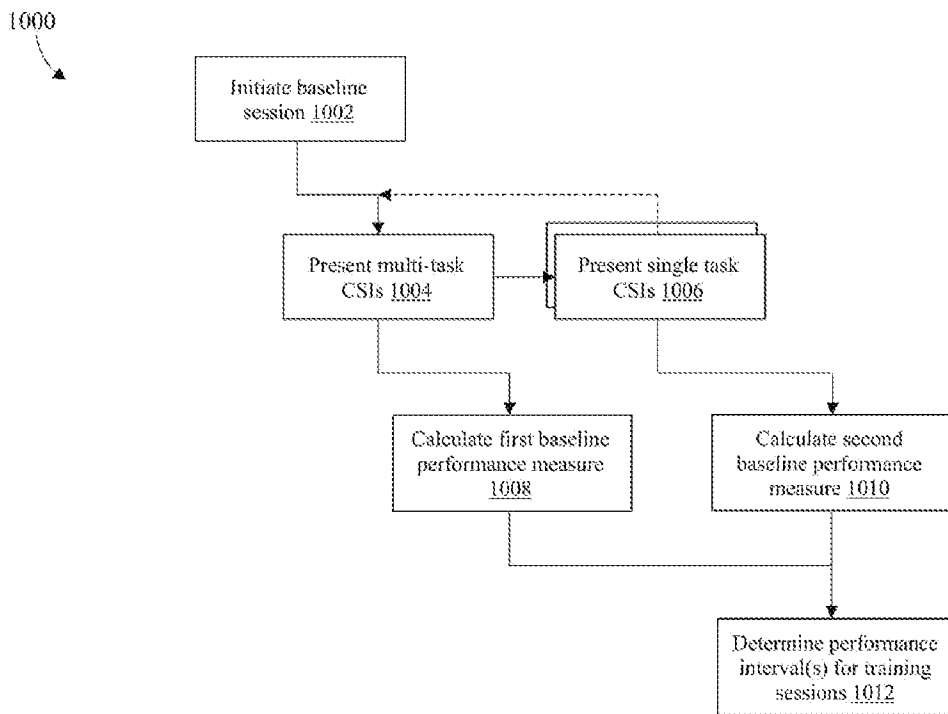 1000
Initiate baseline
session 1002
Present multi-task
CSIs 1004
Present single task
CSIs 1006
Calculate first baseline
performance measure
1008
Calculate second
baseline performance
measure 1010
Determine performance
interval(s) for training
sessions 1012